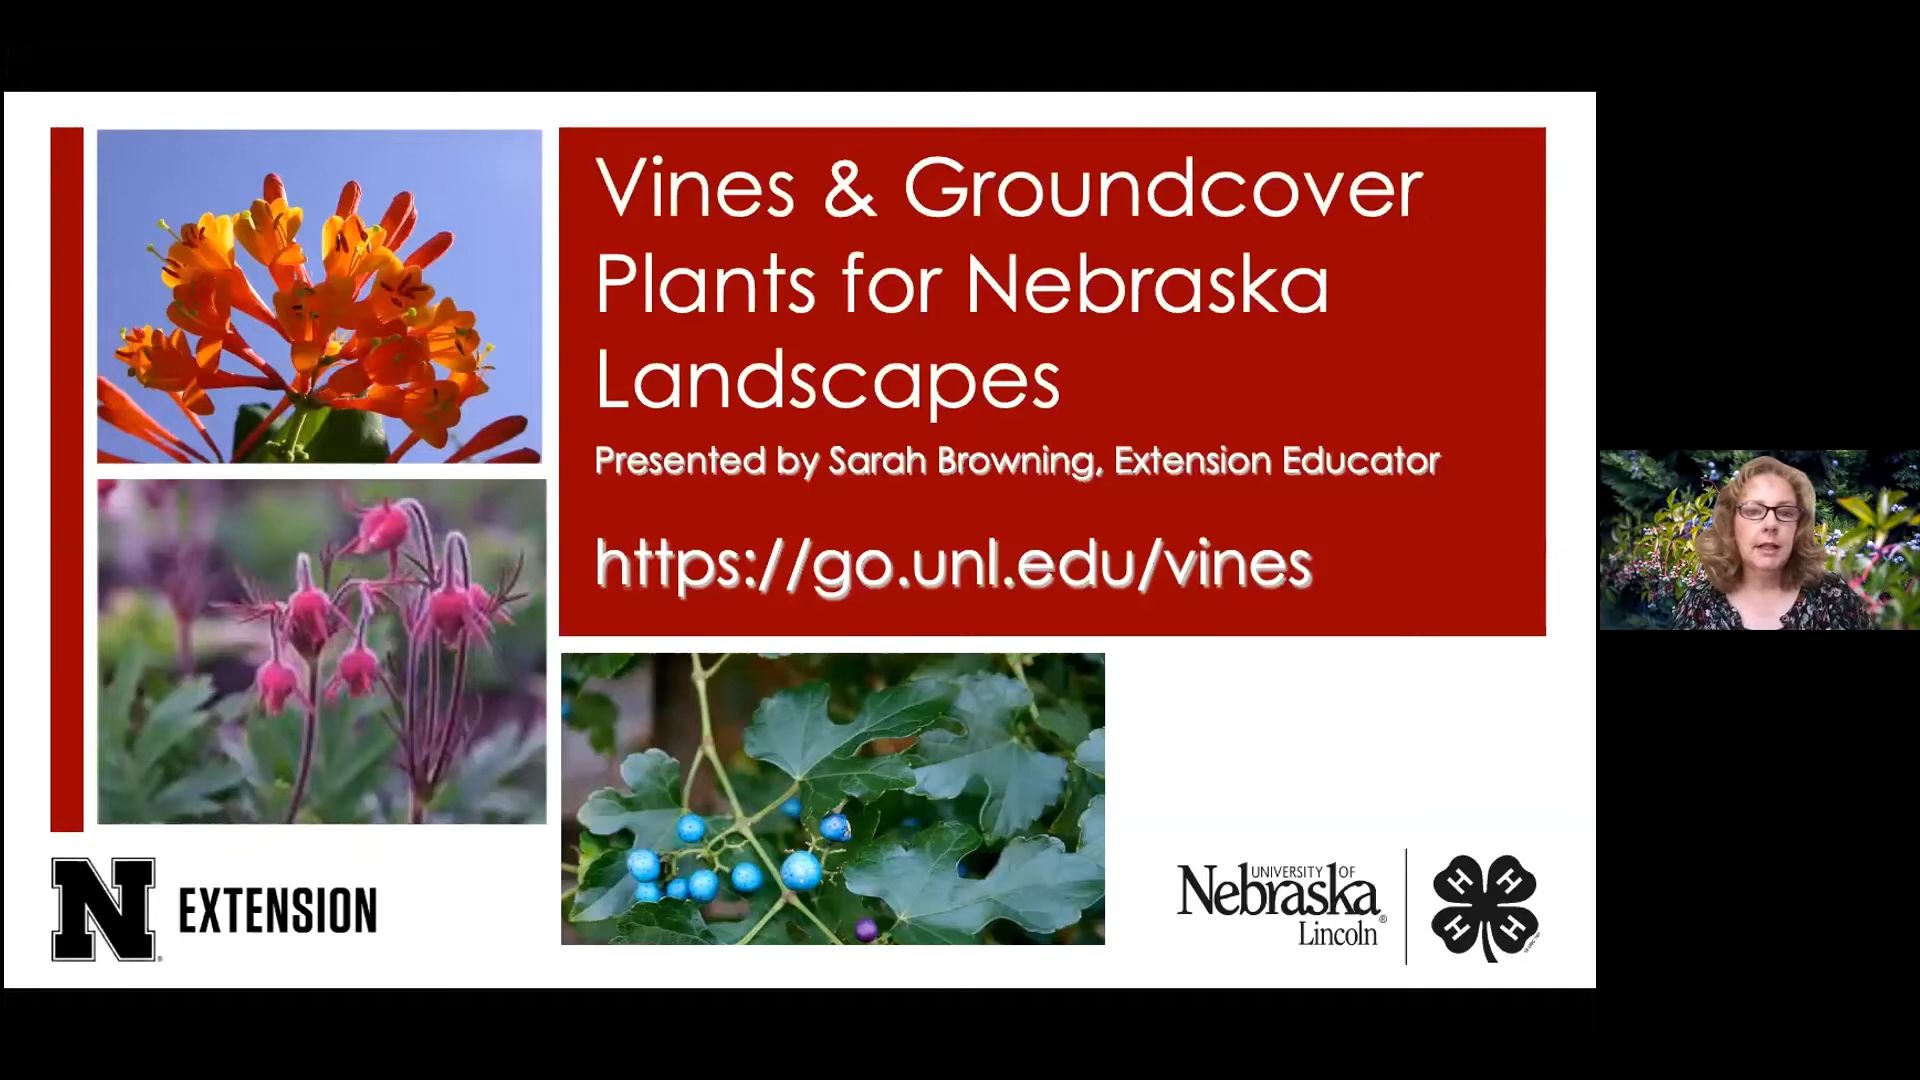 Vines & Groundcover
Plants for Nebraska
Landscapes
Presented by Sarah Browning, Extension Educator
https://go.unl.edu/vines
N EXTENSION
UNIVERSITY OF
Nebraska®
Lincoln
H H
H H